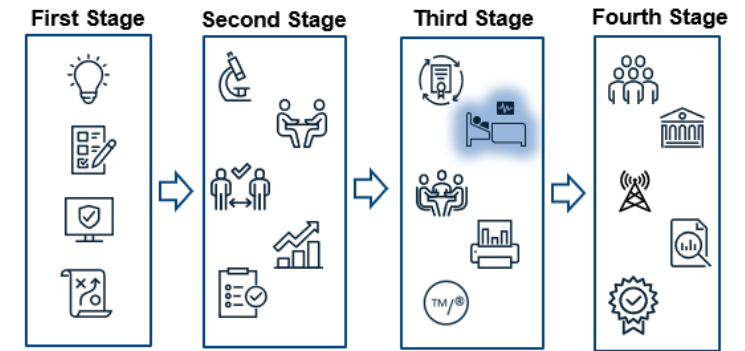 First Stage
Second Stage
Third Stage
Fourth Stage
TM/®